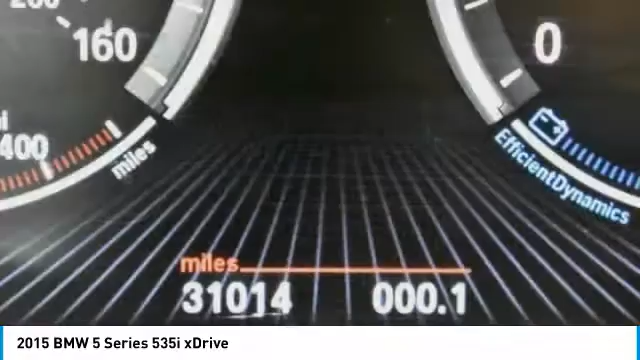 160
0
400
miles
EfficientDynamics
miles
31014 000.1
2015 BMW 5 Series 535i xDrive